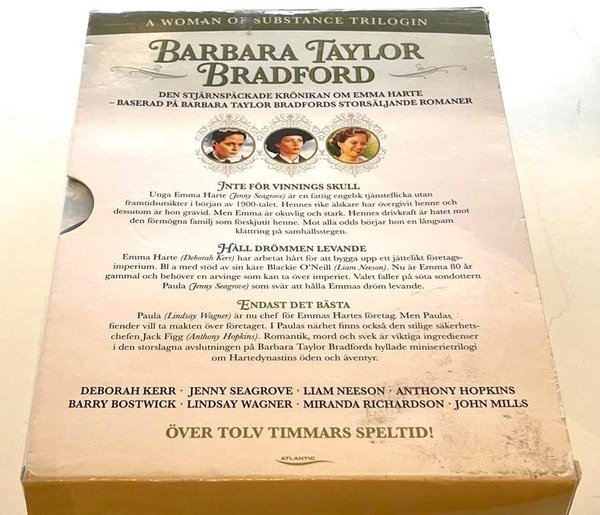 A WOMAN OF SUBSTANCE TRILOGIN
BARBARA TAYLOR
BRADFORD
DEN STJÄRNSPÄCKADE KRÖNIKAN OM EMMA HARTE
– BASERAD PÅ BARBARA TAYLOR BRADFORDS STORSÄLJANDE ROMANER
INTE FÖR VINNINGS SKULL
Unga Emma Harte (Jenny Seagrove) är en fattig engelsk tjänsteflicka utan
framtidsutsikter i början av 1900-talet. Hennes rike älskare har övergivit henne och
dessutom är hon gravid. Men Emma är okuvlig och stark. Hennes drivkraft är hatet mot
den förmögna familj som förskjutit henne. Mot alla odds börjar hon en långsam
klättring på samhällsstegen.
HÅLL DRÖMMEN LEVANDE
Emma Harte (Deborah Kerr) har arbetat hårt för att bygga upp ett jättelikt företags-
imperium. Bl a med stöd av sin käre Blackie O'Neill (Liam Neeson). Nu är Emma 80 år
gammal och behöver en arvinge som kan ta över imperiet. Valet faller på söta sondottern
Paula (Jenny Seagrove) som svär att hålla Emmas dröm levande.
ENDAST DET BÄSTA
Paula (Lindsay Wagner) är nu chef för Emmas Hartes företag. Men Paulas
fiender vill ta makten över företaget. I Paulas närhet finns också den stilige säkerhets-
chefen Jack Figg (Anthony Hopkins). Romantik, mord och svek är viktiga ingredienser
i den storslagna avslutningen på Barbara Taylor Bradfords hyllade miniserietrilogi
om Hartedynastins öden och äventyr.
DEBORAH KERR · JENNY SEAGROVE · LIAM NEESON · ANTHONY HOPKINS
BARRY BOSTWICK · LINDSAY WAGNER · MIRANDA RICHARDSON · JOHN MILLS
ÖVER TOLV TIMMARS SPELTID!
ATLANTIC